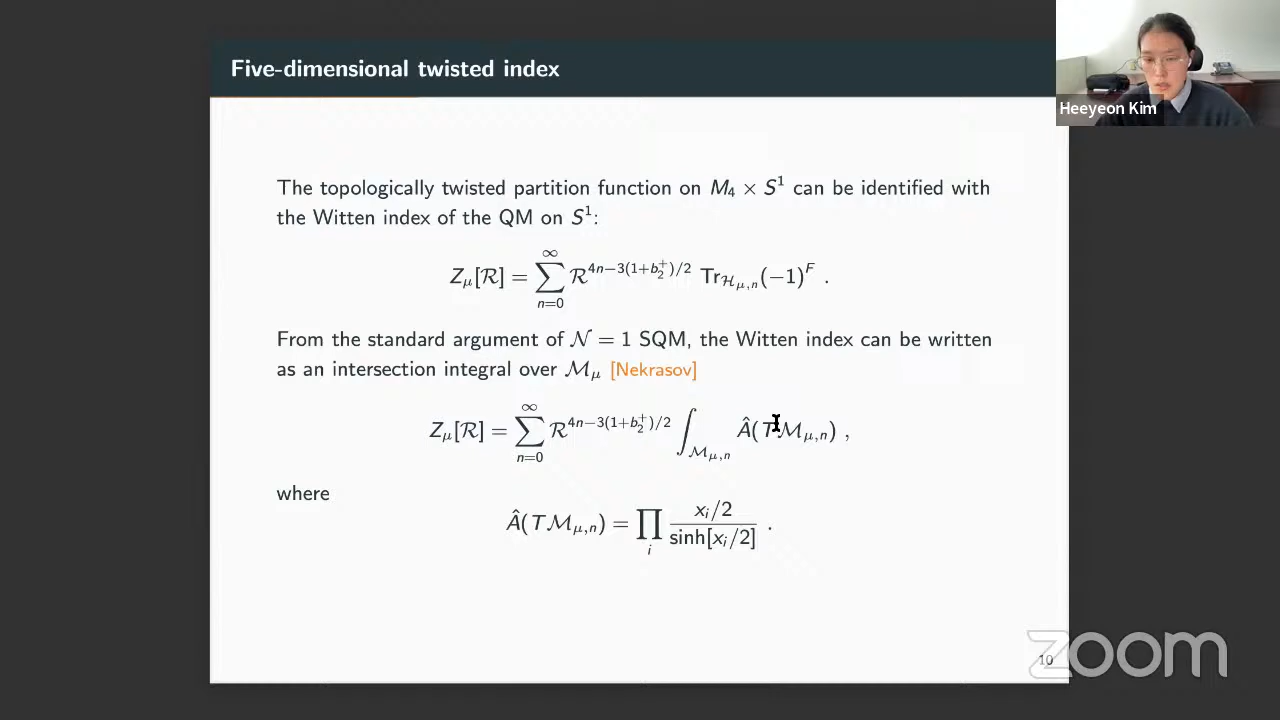 Five-dimensional twisted index
Heeyeon Kim
The topologically twisted partition function on M₄ × S¹ can be identified with
the Witten index of the QM on S¹:
Z_μ[ℛ] = ∑_{n=0}^{∞} ℛ^{4n−3(1+b₂⁺)/2} Tr_{ℋ_{μ,n}}(−1)^F .
From the standard argument of 𝒩 = 1 SQM, the Witten index can be written
as an intersection integral over ℳ_μ [Nekrasov]
Z_μ[ℛ] = ∑_{n=0}^{∞} ℛ^{4n−3(1+b₂⁺)/2} ∫_{ℳ_{μ,n}} Â(Tℳ_{μ,n}) ,
where
Â(Tℳ_{μ,n}) = ∏_i (x_i/2)/(sinh[x_i/2]) .
10
zoom